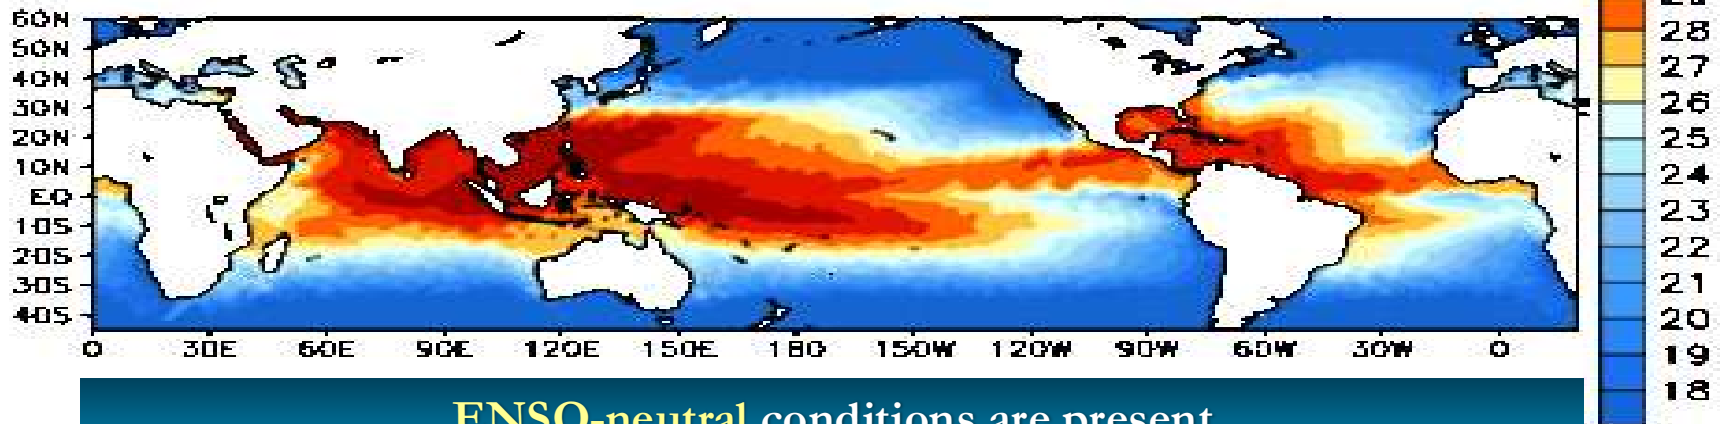 60N
50N
40N
30N
20N
10N
EQ
10S
20S
30S
40S
0 30E 60E 90E 120E 150E 180 150W 120W 90W 60W 30W 0
28
27
26
25
24
23
22
21
20
19
18
ENSO-neutral conditions are present